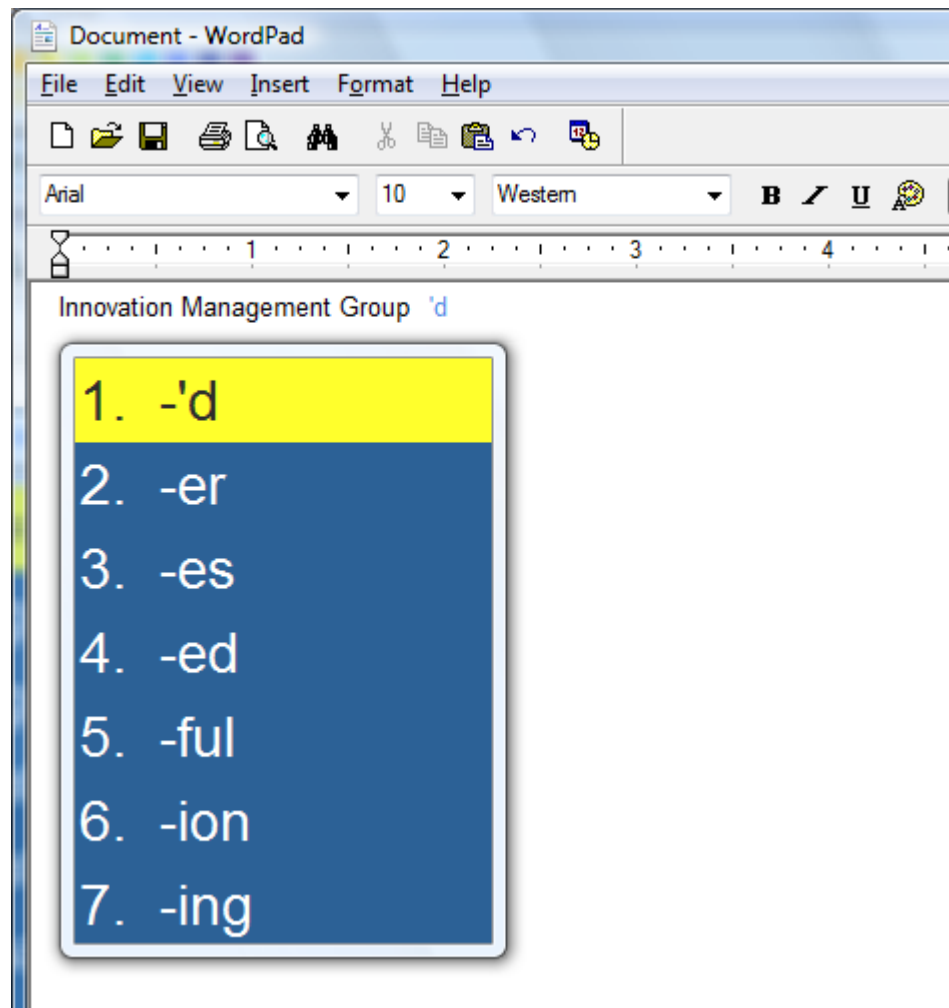 Document - WordPad
File Edit View Insert Format Help
Arial 10 Western B I U
1 2 3 4
Innovation Management Group 'd
1. -'d
2. -er
3. -es
4. -ed
5. -ful
6. -ion
7. -ing